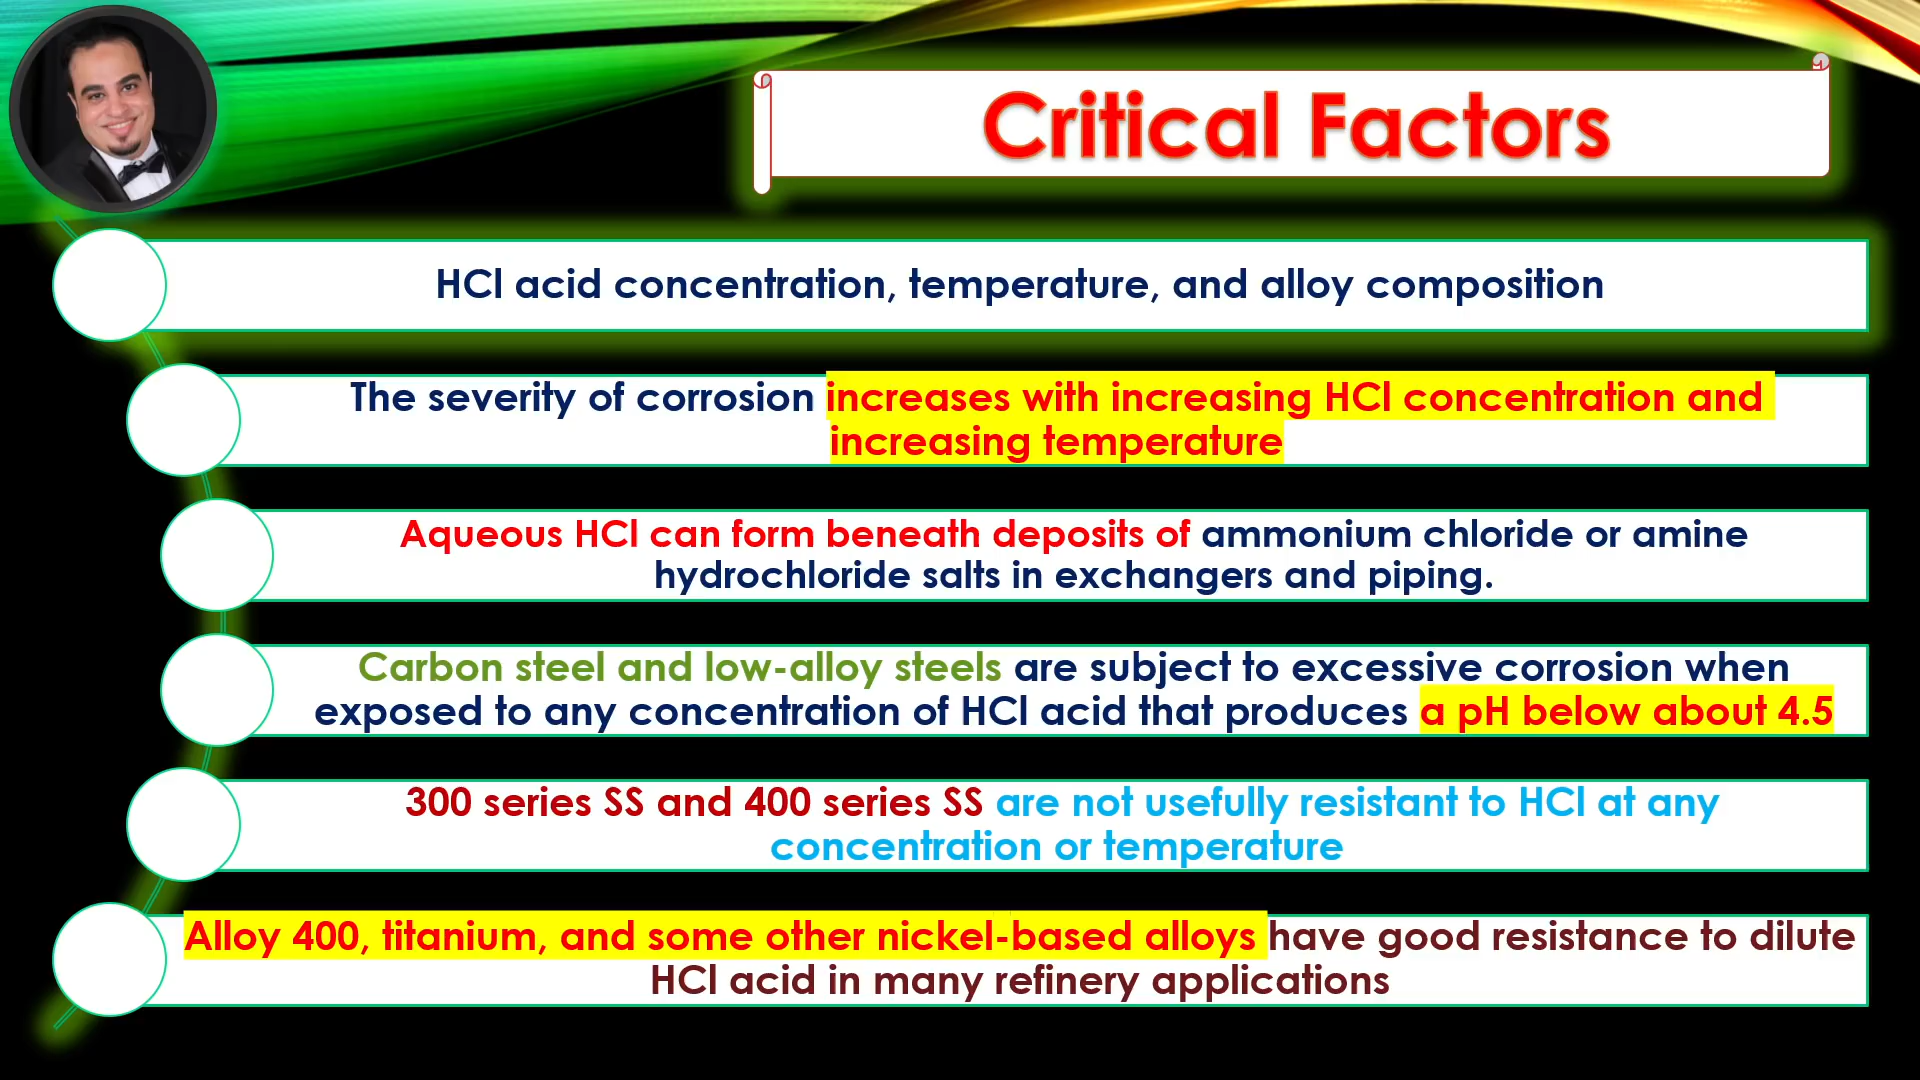 Critical Factors
HCl acid concentration, temperature, and alloy composition
The severity of corrosion increases with increasing HCl concentration and
increasing temperature
Aqueous HCl can form beneath deposits of ammonium chloride or amine
hydrochloride salts in exchangers and piping.
Carbon steel and low-alloy steels are subject to excessive corrosion when
exposed to any concentration of HCl acid that produces a pH below about 4.5
300 series SS and 400 series SS are not usefully resistant to HCl at any
concentration or temperature
Alloy 400, titanium, and some other nickel-based alloys have good resistance to dilute
HCl acid in many refinery applications